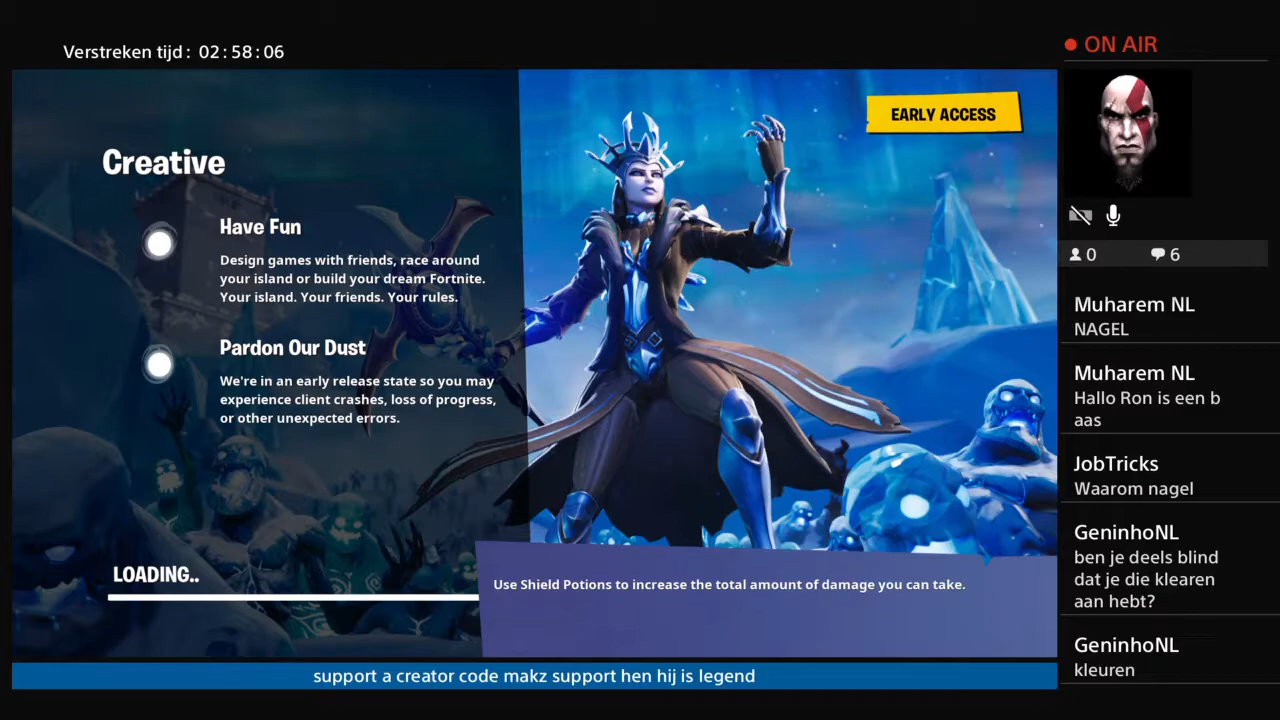 Verstreken tijd: 02:58:06
ON AIR
EARLY ACCESS
Creative
Have Fun
Design games with friends, race around
your island or build your dream Fortnite.
Your island. Your friends. Your rules.
Pardon Our Dust
We're in an early release state so you may
experience client crashes, loss of progress,
or other unexpected errors.
LOADING..
Use Shield Potions to increase the total amount of damage you can take.
support a creator code makz support hen hij is legend
0
6
Muharem NL
NAGEL
Muharem NL
Hallo Ron is een b
aas
JobTricks
Waarom nagel
GeninhoNL
ben je deels blind
dat je die klearen
aan hebt?
GeninhoNL
kleuren